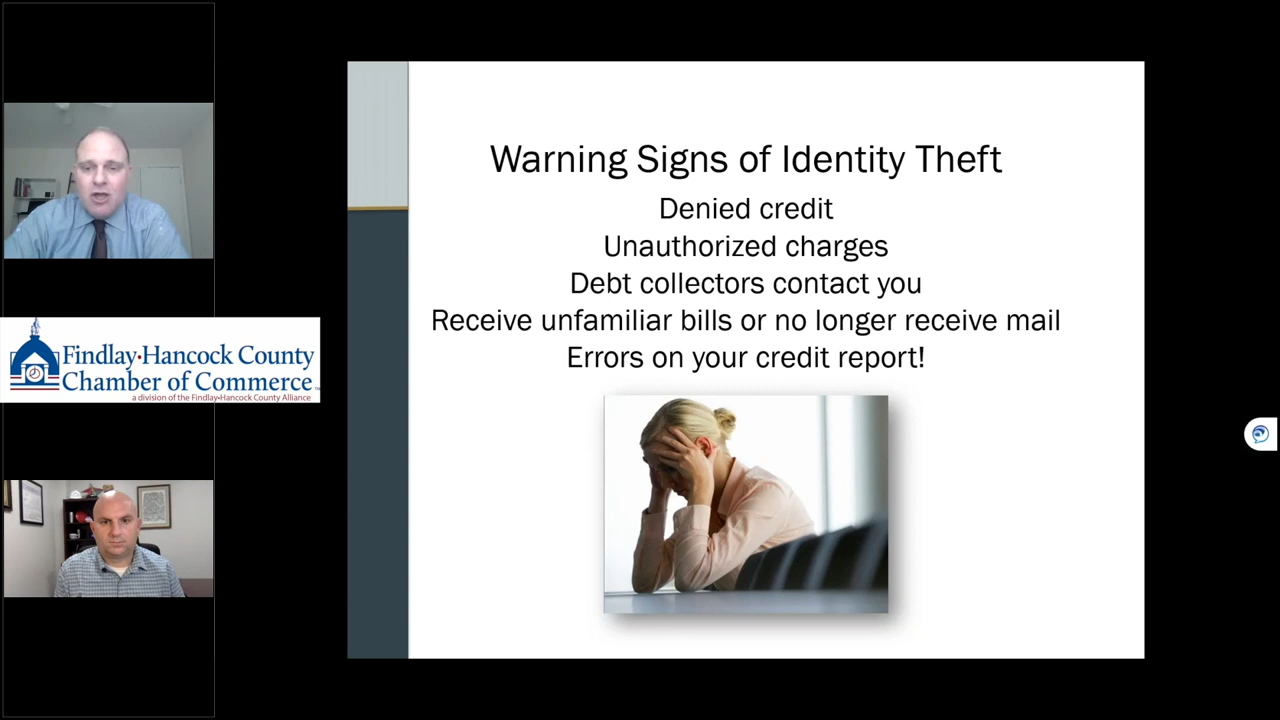 Warning Signs of Identity Theft
Denied credit
Unauthorized charges
Debt collectors contact you
Receive unfamiliar bills or no longer receive mail
Errors on your credit report!
Findlay•Hancock County
Chamber of Commerce™
a division of the Findlay•Hancock County Alliance